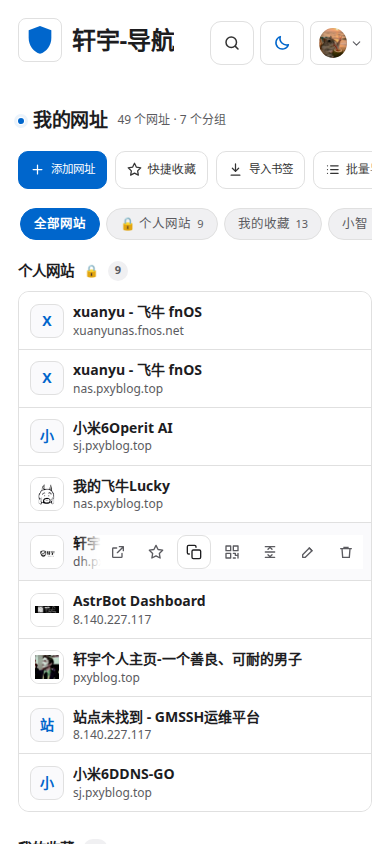 轩宇-导航
我的网址 49 个网址 · 7 个分组
添加网址 快捷收藏 导入书签 批量
全部网站 🔒 个人网站 9 我的收藏 13 小智
个人网站 🔒 9
X xuanyu - 飞牛 fnOS
xuanyunas.fnos.net
X xuanyu - 飞牛 fnOS
nas.pxyblog.top
小 小米6Operit AI
sj.pxyblog.top
我的飞牛Lucky
nas.pxyblog.top
轩宇
dh.p
AstrBot Dashboard
8.140.227.117
轩宇个人主页-一个善良、可耐的男子
pxyblog.top
站 站点未找到 - GMSSH运维平台
8.140.227.117
小 小米6DDNS-GO
sj.pxyblog.top
我的收藏